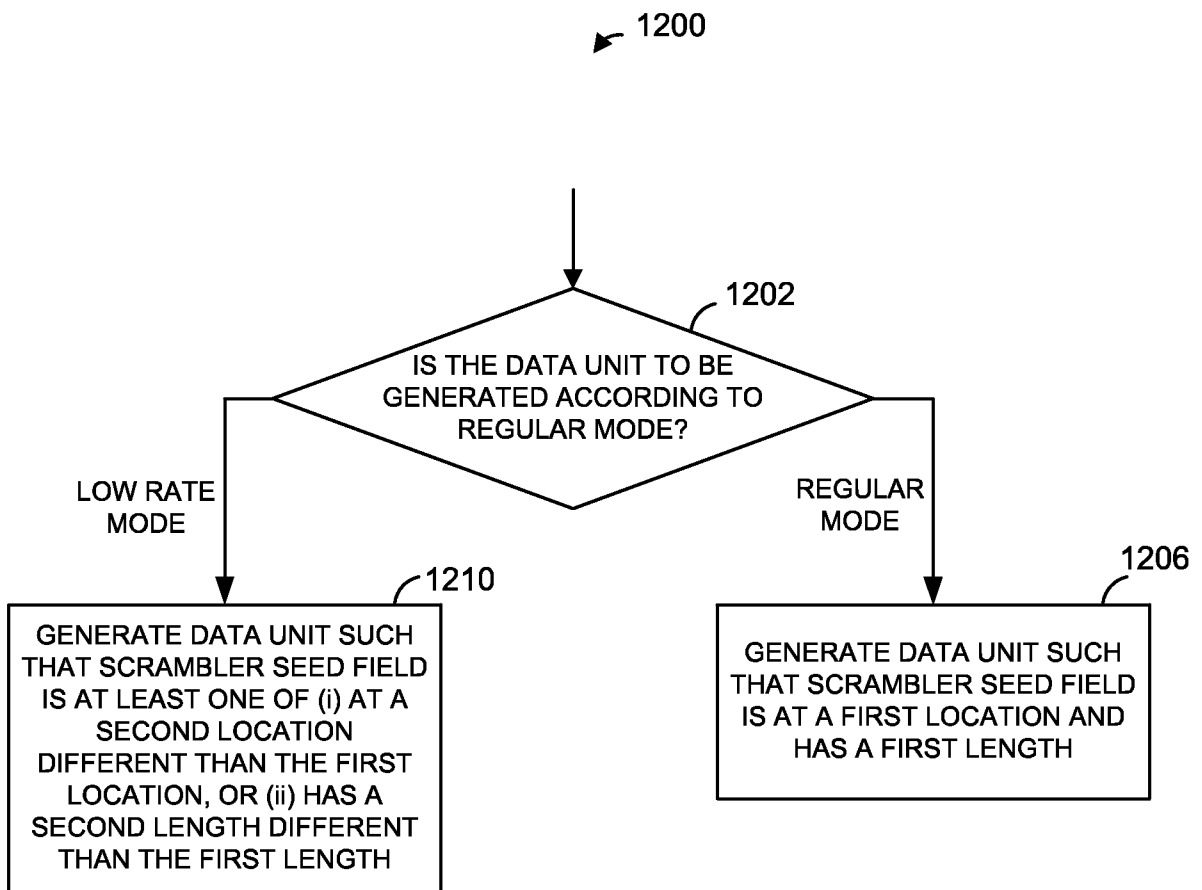 1200
1202
IS THE DATA UNIT TO BE
GENERATED ACCORDING TO
REGULAR MODE?
LOW RATE
MODE
REGULAR
MODE
1210
GENERATE DATA UNIT SUCH
THAT SCRAMBLER SEED FIELD
IS AT LEAST ONE OF (i) AT A
SECOND LOCATION
DIFFERENT THAN THE FIRST
LOCATION, OR (ii) HAS A
SECOND LENGTH DIFFERENT
THAN THE FIRST LENGTH
1206
GENERATE DATA UNIT SUCH
THAT SCRAMBLER SEED FIELD
IS AT A FIRST LOCATION AND
HAS A FIRST LENGTH